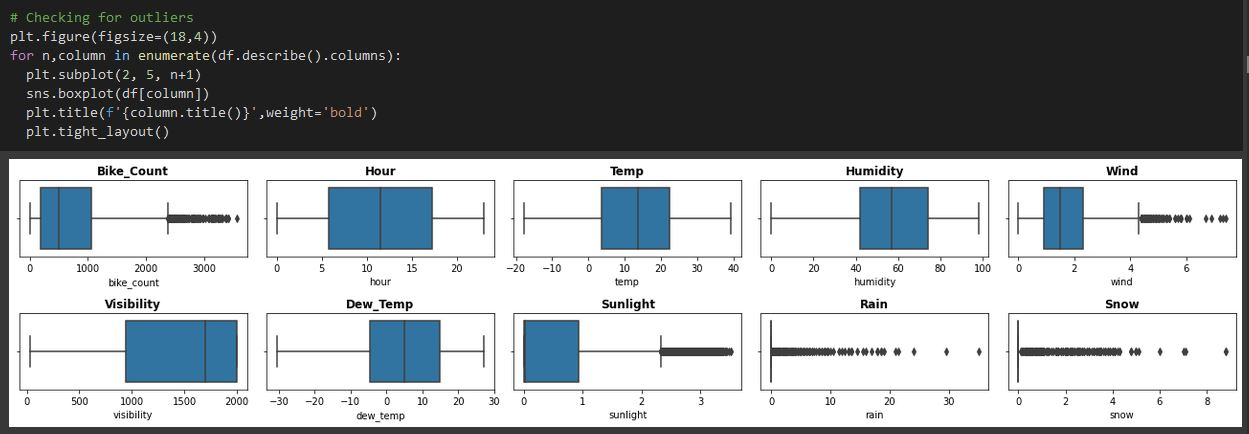 # Checking for outliers
plt.figure(figsize=(18,4))
for n,column in enumerate(df.describe().columns):
  plt.subplot(2, 5, n+1)
  sns.boxplot(df[column])
  plt.title(f'{column.title()}',weight='bold')
  plt.tight_layout()
Bike_Count Hour Temp Humidity Wind
0 1000 2000 3000 0 5 10 15 20 −20 −10 0 10 20 30 40 0 20 40 60 80 100 0 2 4 6
bike_count hour temp humidity wind
Visibility Dew_Temp Sunlight Rain Snow
0 500 1000 1500 2000 −30 −20 −10 0 10 20 30 0 1 2 3 0 10 20 30 0 2 4 6 8
visibility dew_temp sunlight rain snow